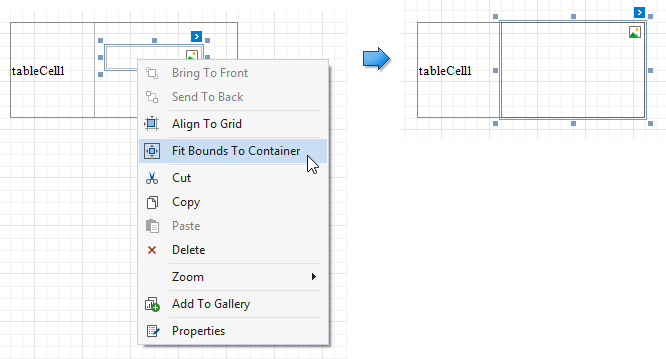 tableCell1
Bring To Front
Send To Back
Align To Grid
Fit Bounds To Container
Cut
Copy
Paste
Delete
Zoom
Add To Gallery
Properties
tableCell1